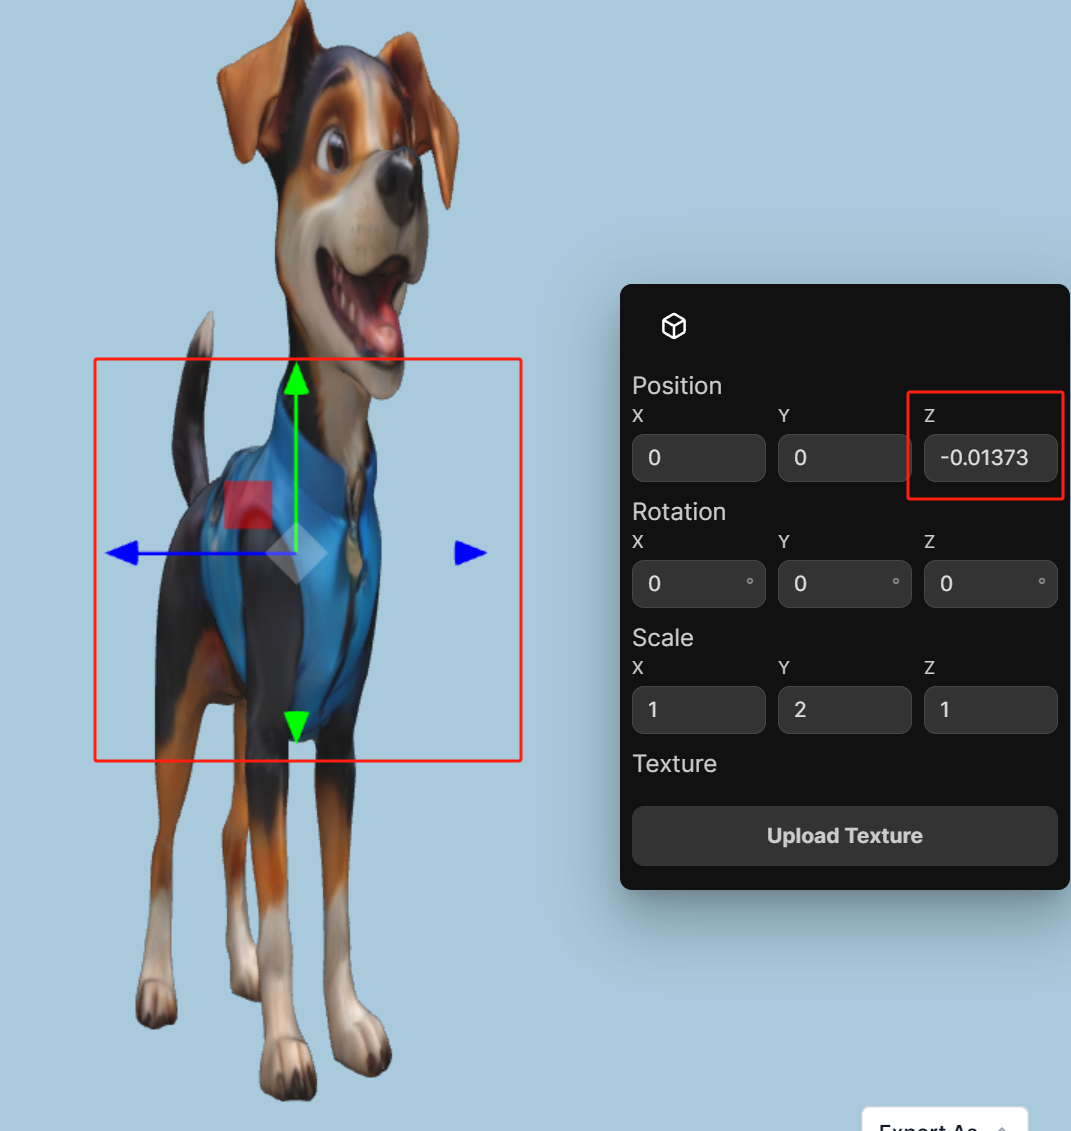 Position
X Y Z
0 0 -0.01373
Rotation
X Y Z
0 ° 0 ° 0 °
Scale
X Y Z
1 2 1
Texture
Upload Texture
Export As